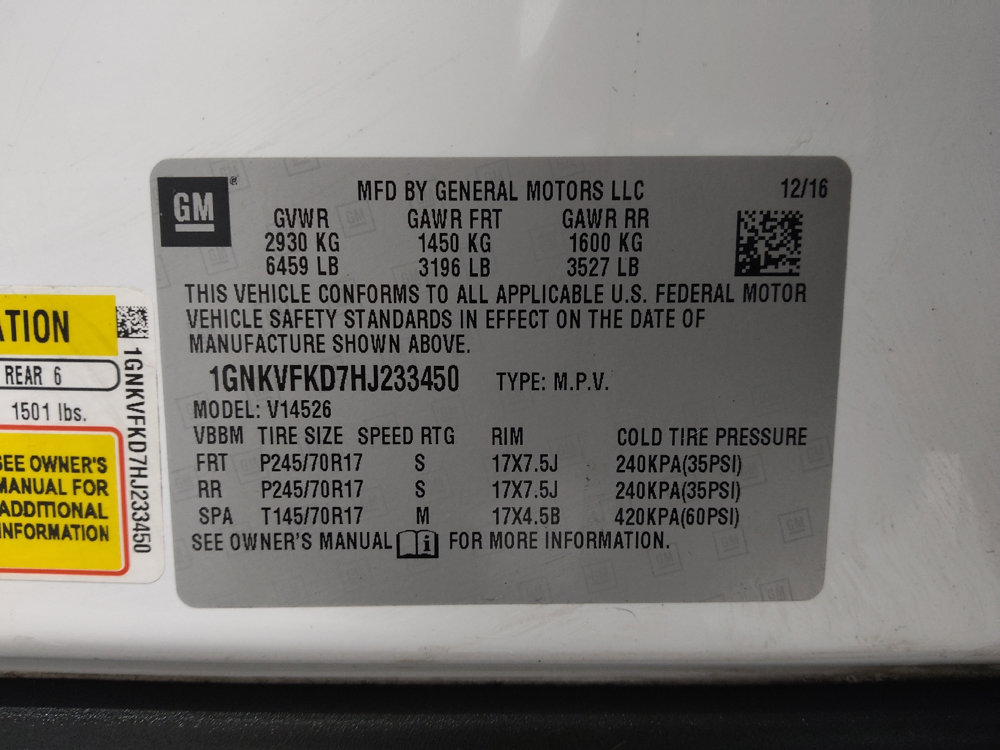 GM®
MFD BY GENERAL MOTORS LLC 12/16
GVWR GAWR FRT GAWR RR
2930 KG 1450 KG 1600 KG
6459 LB 3196 LB 3527 LB
THIS VEHICLE CONFORMS TO ALL APPLICABLE U.S. FEDERAL MOTOR
VEHICLE SAFETY STANDARDS IN EFFECT ON THE DATE OF
MANUFACTURE SHOWN ABOVE.
1GNKVFKD7HJ233450 TYPE: M.P.V.
MODEL: V14526
VBBM TIRE SIZE SPEED RTG RIM COLD TIRE PRESSURE
FRT P245/70R17 S 17X7.5J 240KPA(35PSI)
RR P245/70R17 S 17X7.5J 240KPA(35PSI)
SPA T145/70R17 M 17X4.5B 420KPA(60PSI)
SEE OWNER'S MANUAL i FOR MORE INFORMATION.
ATION
REAR 6
1501 lbs.
SEE OWNER'S
MANUAL FOR
ADDITIONAL
INFORMATION
1GNKVFKD7HJ233450